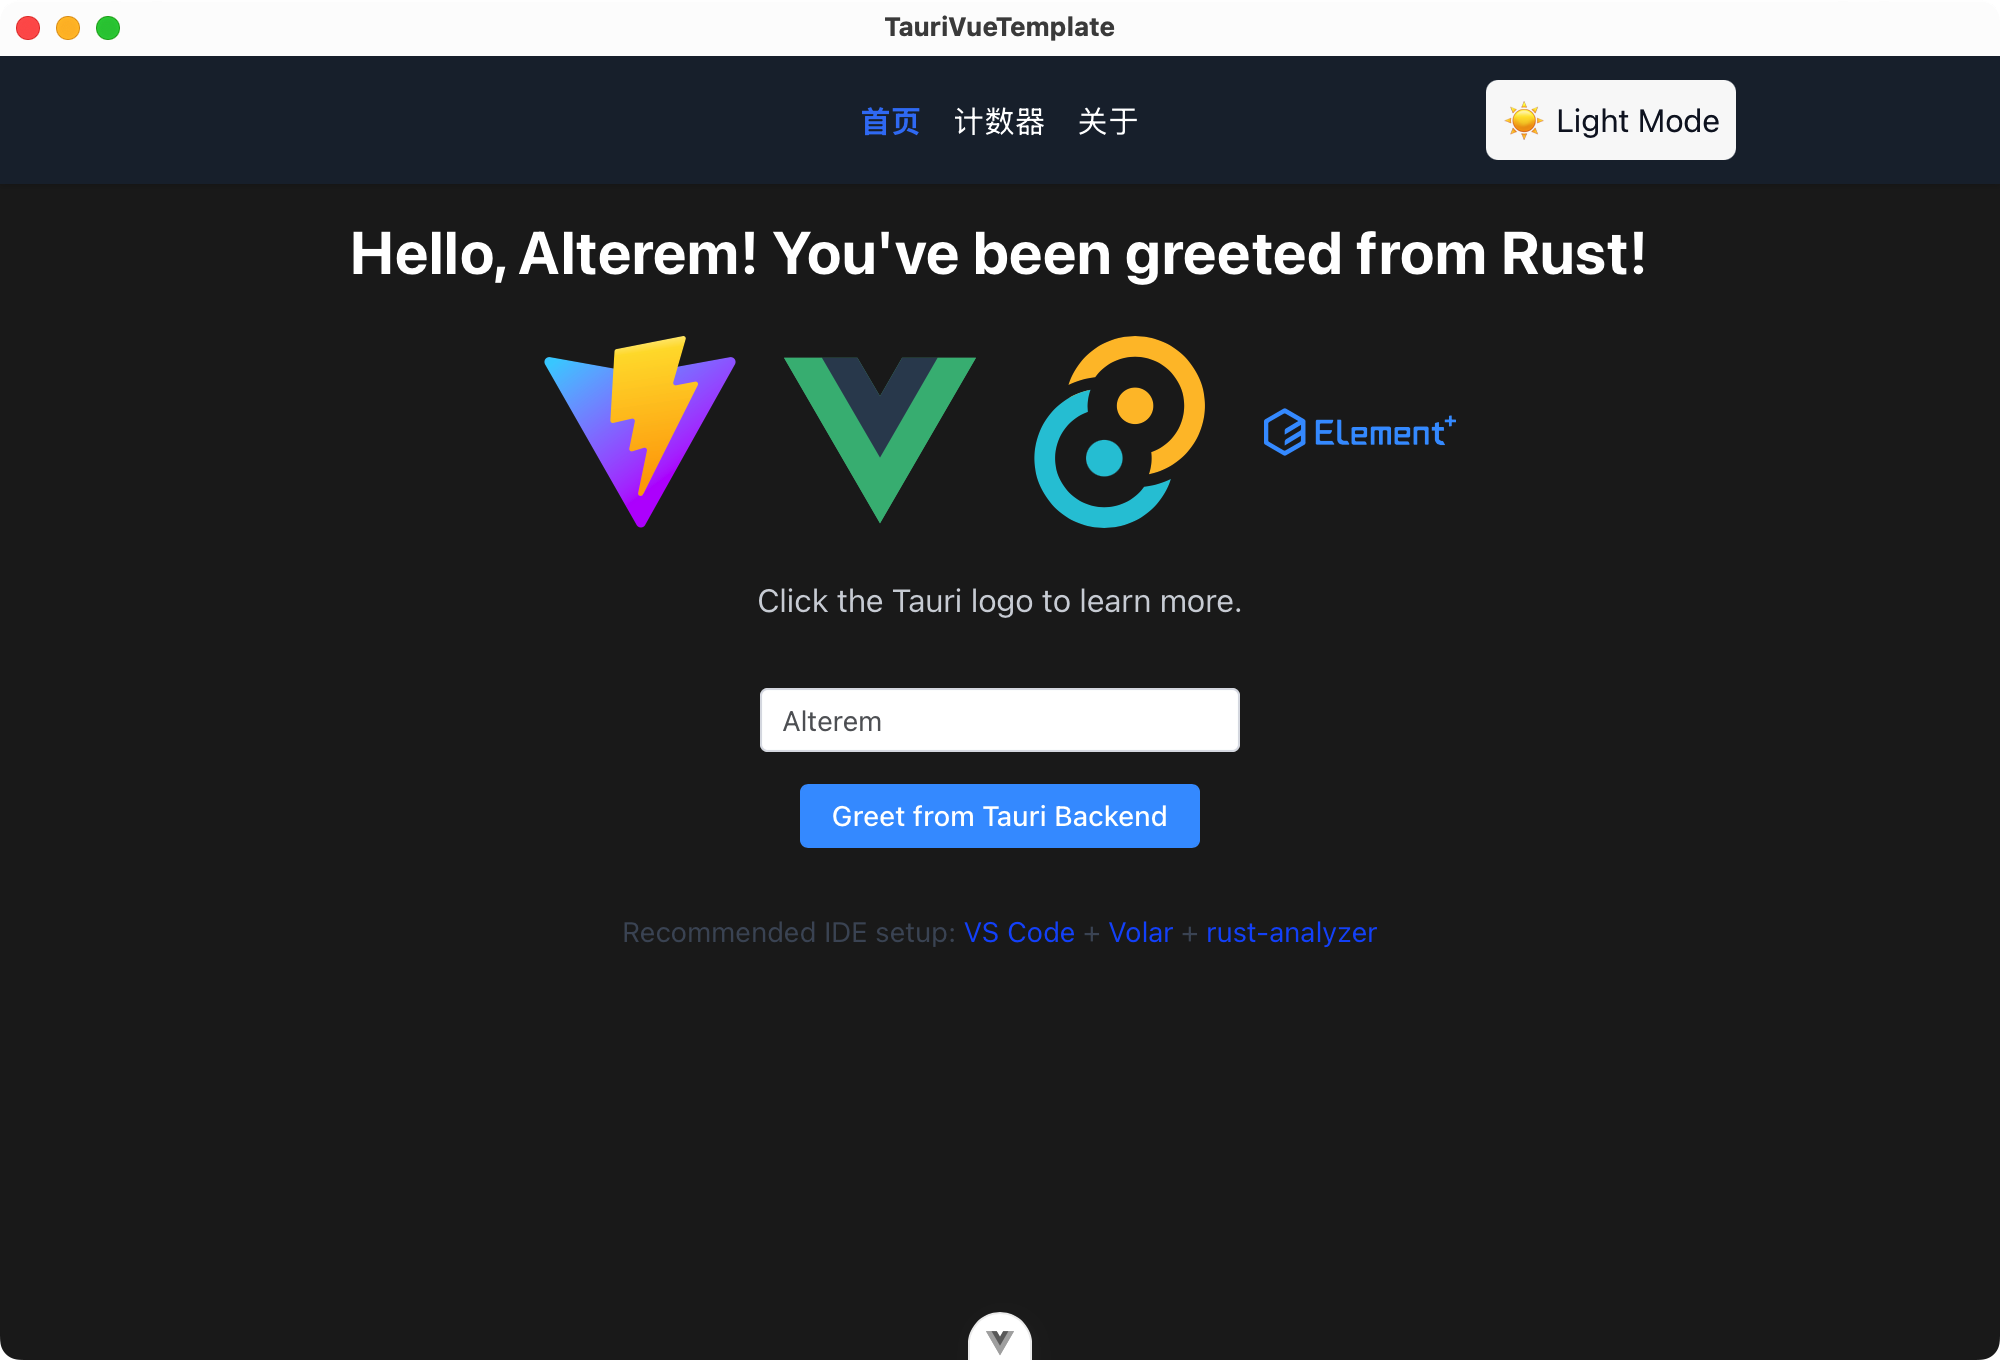 TauriVueTemplate
首页 计数器 关于 Light Mode
Hello, Alterem! You've been greeted from Rust!
Element+
Click the Tauri logo to learn more.
Alterem
Greet from Tauri Backend
Recommended IDE setup: VS Code + Volar + rust-analyzer